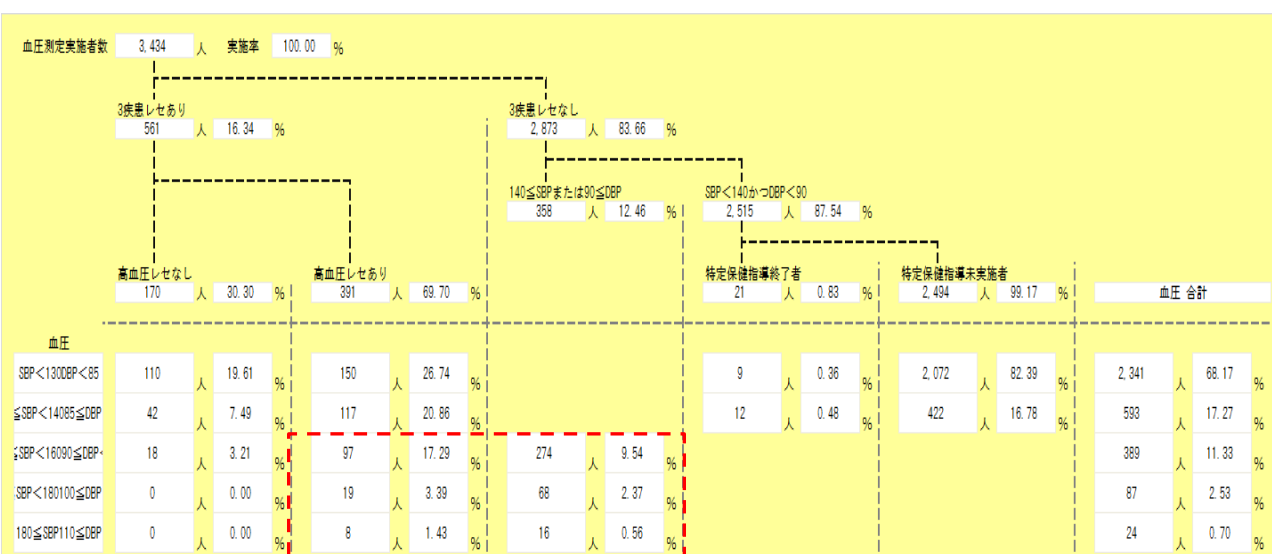 血圧測定実施者数 3,434 人 実施率 100.00 %
3疾患レセあり 3疾患レセなし
561 人 16.34 % 2,873 人 83.66 %
140≦SBPまたは90≦DBP SBP<140かつDBP<90
358 人 12.46 % 2,515 人 87.54 %
高血圧レセなし 高血圧レセあり 特定保健指導終了者 特定保健指導未実施者
170 人 30.30 % 391 人 69.70 % 21 人 0.83 % 2,494 人 99.17 % 血圧 合計
血圧
SBP<130DBP<85 110 人 19.61 % 150 人 26.74 % 9 人 0.36 % 2,072 人 82.39 % 2,341 人 68.17 %
≦SBP<14085≦DBP 42 人 7.49 % 117 人 20.86 % 12 人 0.48 % 422 人 16.78 % 593 人 17.27 %
≦SBP<16090≦DBP< 18 人 3.21 % 97 人 17.29 % 274 人 9.54 % 389 人 11.33 %
SBP<180100≦DBP 0 人 0.00 % 19 人 3.39 % 68 人 2.37 % 87 人 2.53 %
180≦SBP110≦DBP 0 人 0.00 % 8 人 1.43 % 16 人 0.56 % 24 人 0.70 %